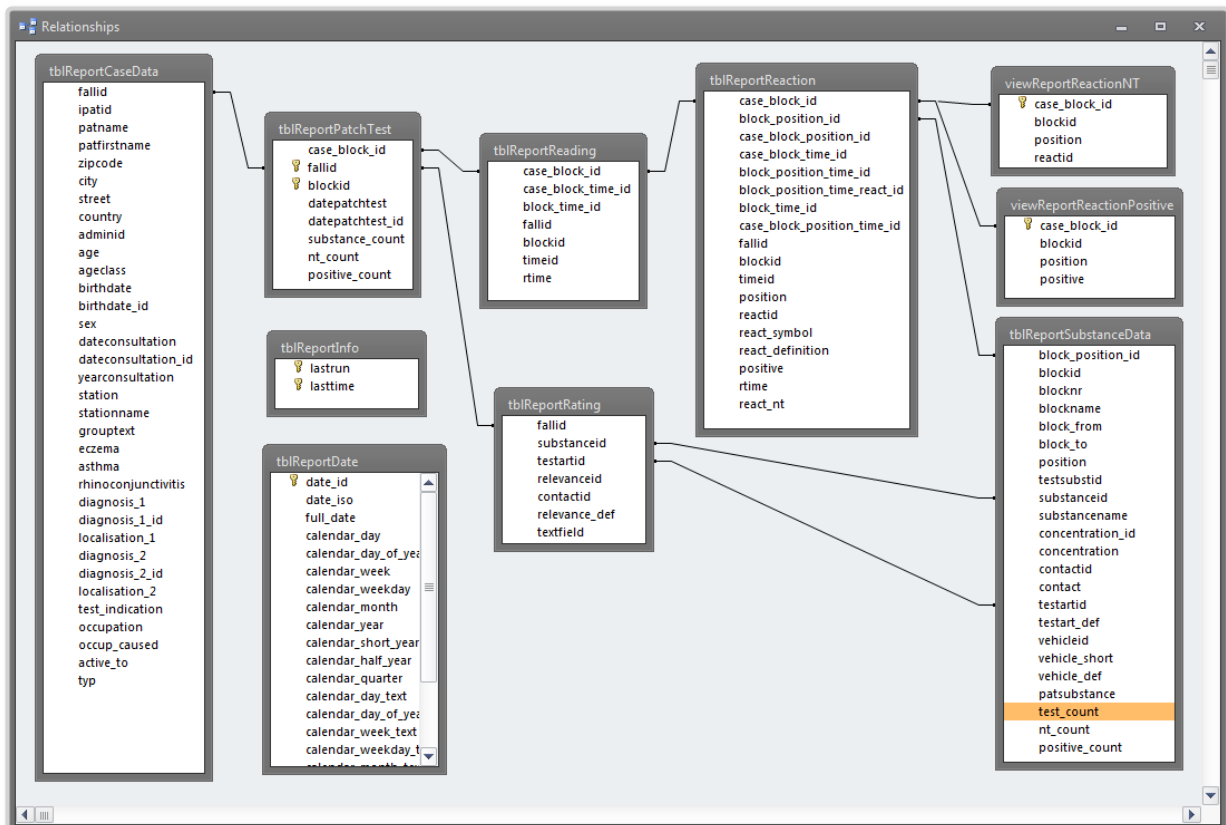 Relationships
tblReportCaseData
fallid
ipatid
patname
patfirstname
zipcode
city
street
country
adminid
age
ageclass
birthdate
birthdate_id
sex
dateconsultation
dateconsultation_id
yearconsultation
station
stationname
grouptext
eczema
asthma
rhinoconjunctivitis
diagnosis_1
diagnosis_1_id
localisation_1
diagnosis_2
diagnosis_2_id
localisation_2
test_indication
occupation
occup_caused
active_to
typ
tblReportPatchTest
case_block_id
fallid
blockid
datepatchtest
datepatchtest_id
substance_count
nt_count
positive_count
tblReportInfo
lastrun
lasttime
tblReportDate
date_id
date_iso
full_date
calendar_day
calendar_day_of_yea
calendar_week
calendar_weekday
calendar_month
calendar_year
calendar_short_year
calendar_half_year
calendar_quarter
calendar_day_text
calendar_day_of_yea
calendar_week_text
calendar_weekday_t
tblReportReading
case_block_id
case_block_time_id
block_time_id
fallid
blockid
timeid
rtime
tblReportRating
fallid
substanceid
testartid
relevanceid
contactid
relevance_def
textfield
tblReportReaction
case_block_id
block_position_id
case_block_position_id
case_block_time_id
block_position_time_id
block_position_time_react_id
block_time_id
case_block_position_time_id
fallid
blockid
timeid
position
reactid
react_symbol
react_definition
positive
rtime
react_nt
viewReportReactionNT
case_block_id
blockid
position
reactid
viewReportReactionPositive
case_block_id
blockid
position
positive
tblReportSubstanceData
block_position_id
blockid
blocknr
blockname
block_from
block_to
position
testsubstid
substanceid
substancename
concentration_id
concentration
contactid
contact
testartid
testart_def
vehicleid
vehicle_short
vehicle_def
patsubstance
test_count
nt_count
positive_count